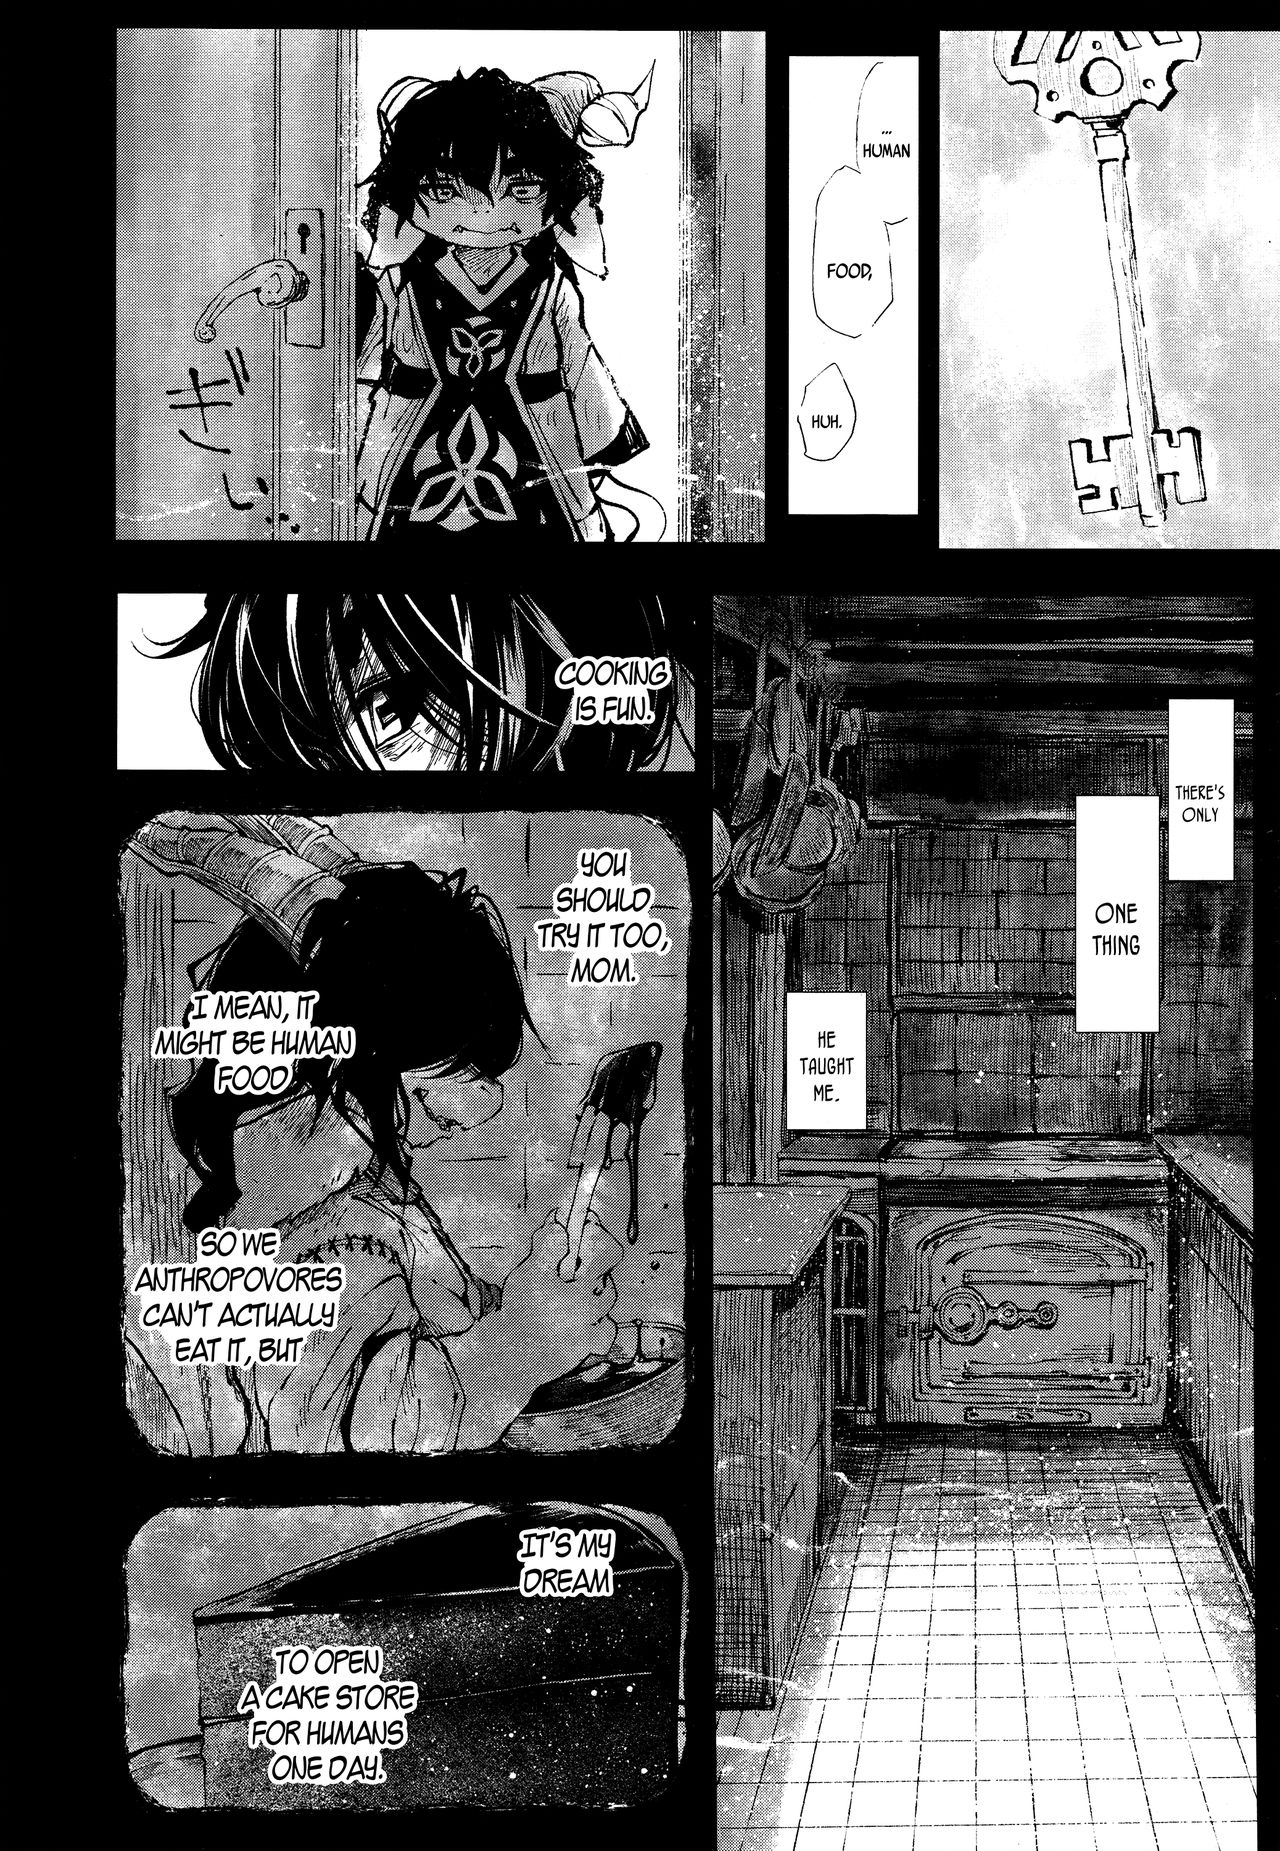 ...
HUMAN
FOOD,
HUH.
ギィ...
THERE'S
ONLY
ONE
THING
HE
TAUGHT
ME.
COOKING
IS FUN.
YOU
SHOULD
TRY IT TOO,
MOM.
I MEAN, IT
MIGHT BE HUMAN
FOOD
SO WE
ANTHROPOVORES
CAN'T ACTUALLY
EAT IT, BUT
IT'S MY
DREAM
TO OPEN
A CAKE STORE
FOR HUMANS
ONE DAY.